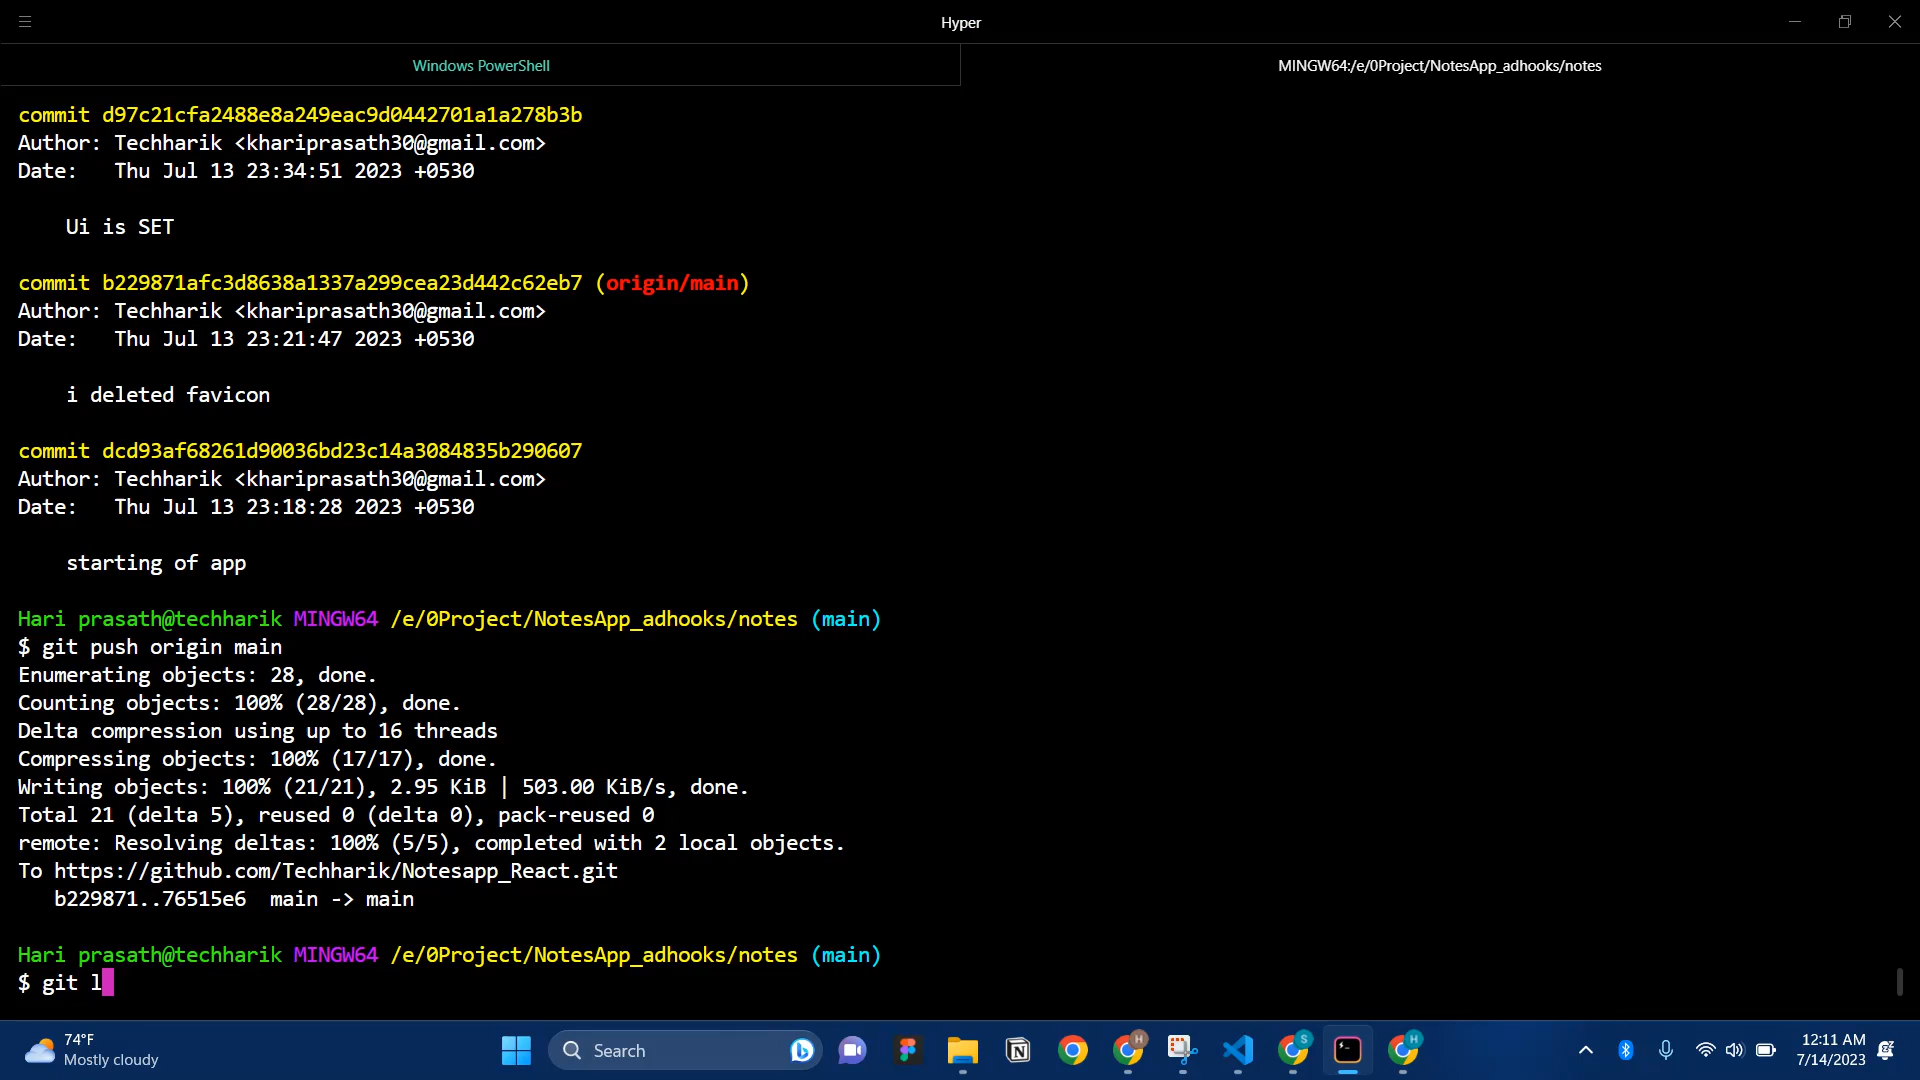 Hyper
Windows PowerShell
MINGW64:/e/0Project/NotesApp_adhooks/notes
commit d97c21cfa2488e8a249eac9d0442701a1a278b3b
Author: Techharik <khariprasath30@gmail.com>
Date:   Thu Jul 13 23:34:51 2023 +0530
Ui is SET
commit b229871afc3d8638a1337a299cea23d442c62eb7 (origin/main)
Author: Techharik <khariprasath30@gmail.com>
Date:   Thu Jul 13 23:21:47 2023 +0530
i deleted favicon
commit dcd93af68261d90036bd23c14a3084835b290607
Author: Techharik <khariprasath30@gmail.com>
Date:   Thu Jul 13 23:18:28 2023 +0530
starting of app
Hari prasath@techharik MINGW64 /e/0Project/NotesApp_adhooks/notes (main)
$ git push origin main
Enumerating objects: 28, done.
Counting objects: 100% (28/28), done.
Delta compression using up to 16 threads
Compressing objects: 100% (17/17), done.
Writing objects: 100% (21/21), 2.95 KiB | 503.00 KiB/s, done.
Total 21 (delta 5), reused 0 (delta 0), pack-reused 0
remote: Resolving deltas: 100% (5/5), completed with 2 local objects.
To https://github.com/Techharik/Notesapp_React.git
b229871..76515e6  main -> main
Hari prasath@techharik MINGW64 /e/0Project/NotesApp_adhooks/notes (main)
$ git l
74°F
Mostly cloudy
Search
H
S
H
12:11 AM
7/14/2023